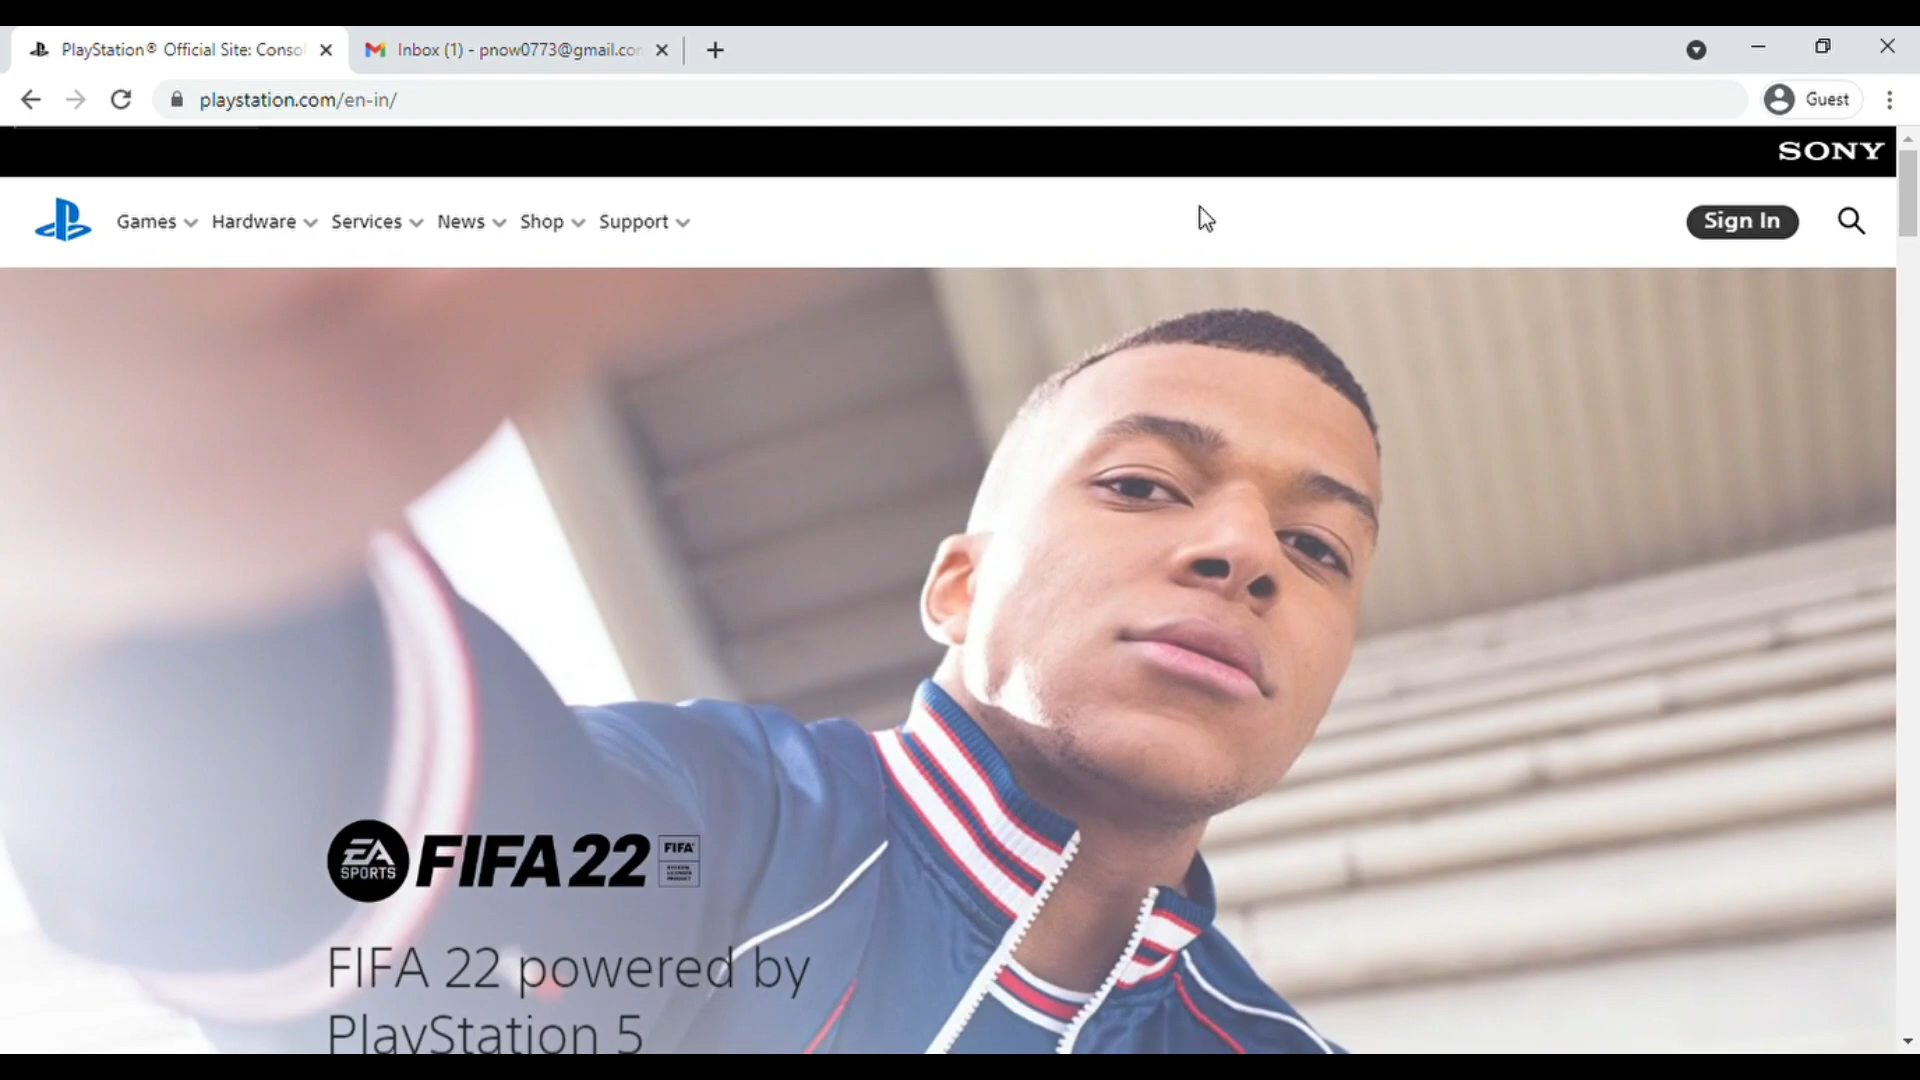 PlayStation® Official Site: Conso
Inbox (1) - pnow0773@gmail.co
playstation.com/en-in/
Guest
SONY
Games
Hardware
Services
News
Shop
Support
Sign In
EA
SPORTS
FIFA 22
FIFA
FIFA 22 powered by
PlayStation 5